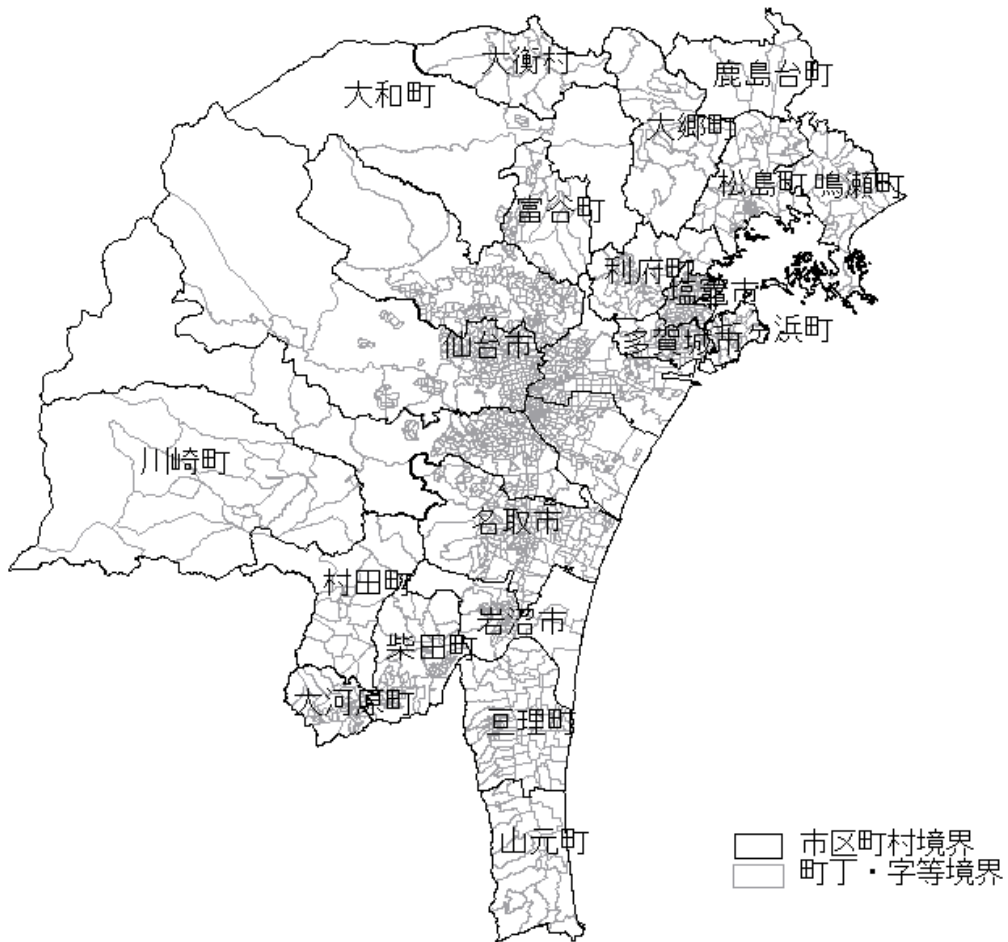 大衡村
鹿島台町
大和町
大郷町
松島町
鳴瀬町
富谷町
利府町
塩竈市
多賀城市
七ケ浜町
仙台市
川崎町
名取市
村田町
岩沼市
柴田町
大河原町
亘理町
山元町
市区町村境界
町丁・字等境界